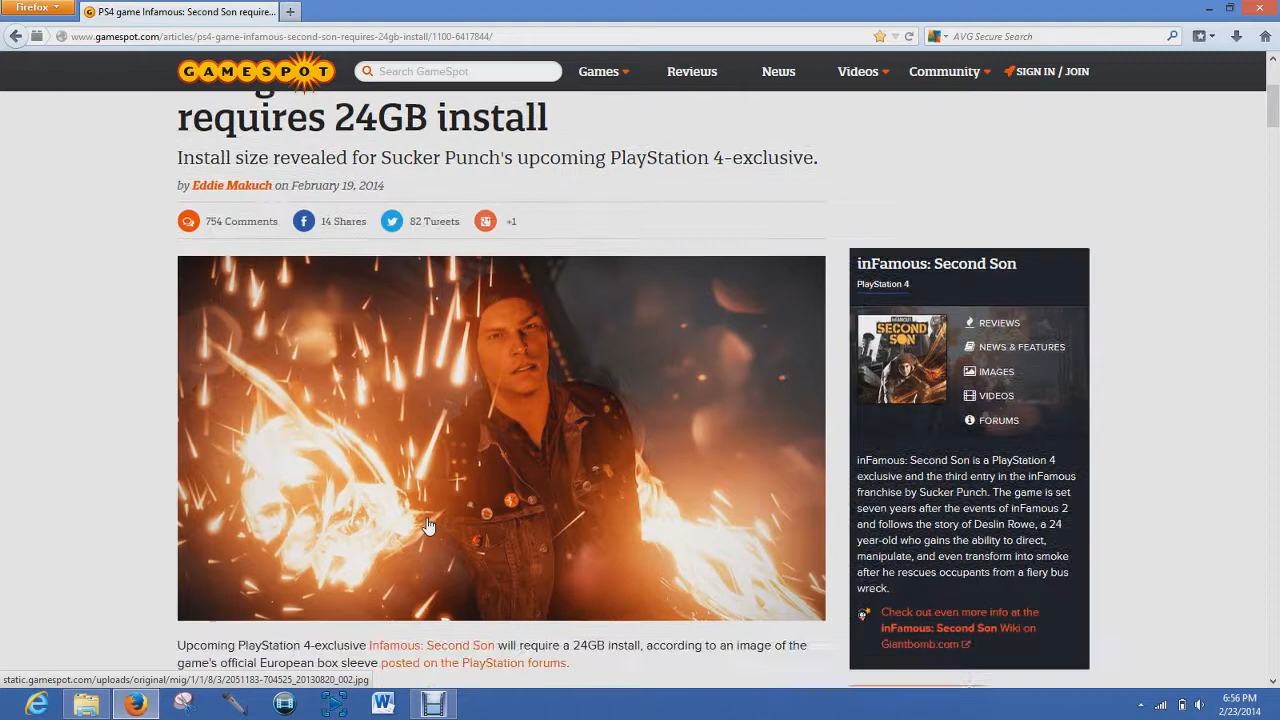 Firefox
PS4 game Infamous: Second Son require...
www.gamespot.com/articles/ps4-game-infamous-second-son-requires-24gb-install/1100-6417844/
AVG Secure Search
GAMESPOT
Search GameSpot
Games
Reviews
News
Videos
Community
SIGN IN / JOIN
requires 24GB install
Install size revealed for Sucker Punch's upcoming PlayStation 4-exclusive.
by Eddie Makuch on February 19, 2014
754 Comments
14 Shares
82 Tweets
+1
inFamous: Second Son
PlayStation 4
SECOND
SON
REVIEWS
NEWS & FEATURES
IMAGES
VIDEOS
FORUMS
inFamous: Second Son is a PlayStation 4
exclusive and the third entry in the inFamous
franchise by Sucker Punch. The game is set
seven years after the events of inFamous 2
and follows the story of Deslin Rowe, a 24
year-old who gains the ability to direct,
manipulate, and even transform into smoke
after he rescues occupants from a fiery bus
wreck.
Check out even more info at the
inFamous: Second Son Wiki on
Giantbomb.com
Upcoming PlayStation 4-exclusive Infamous: Second Son will require a 24GB install, according to an image of the
game's official European box sleeve posted on the PlayStation forums.
static.gamespot.com/uploads/original/mig/1/1/8/3/2051183-704525_20130820_002.jpg
6:56 PM
2/23/2014